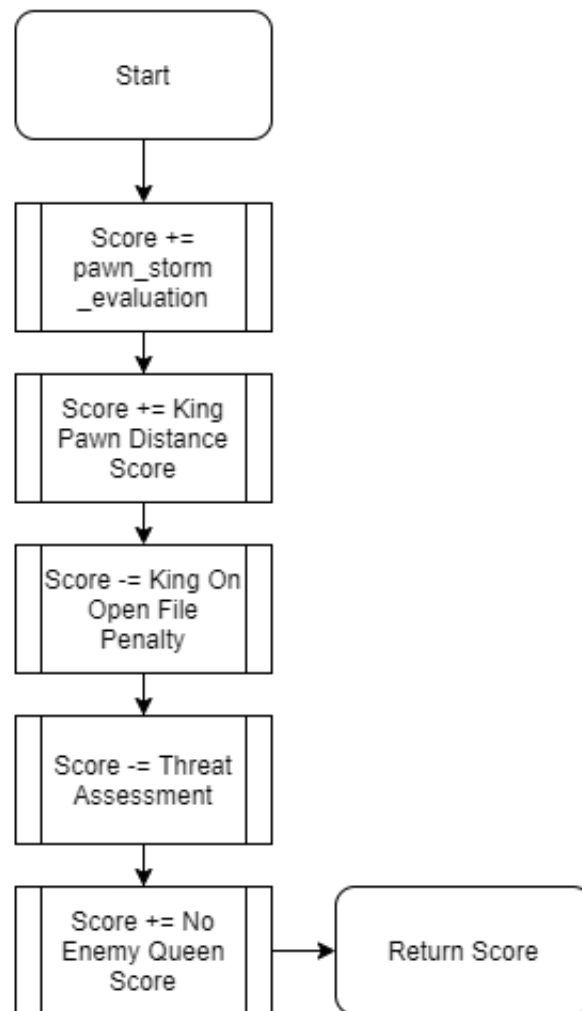 Start
Score +=
pawn_storm
_evaluation
Score += King
Pawn Distance
Score
Score -= King On
Open File
Penalty
Score -= Threat
Assessment
Score += No
Enemy Queen
Score
Return Score